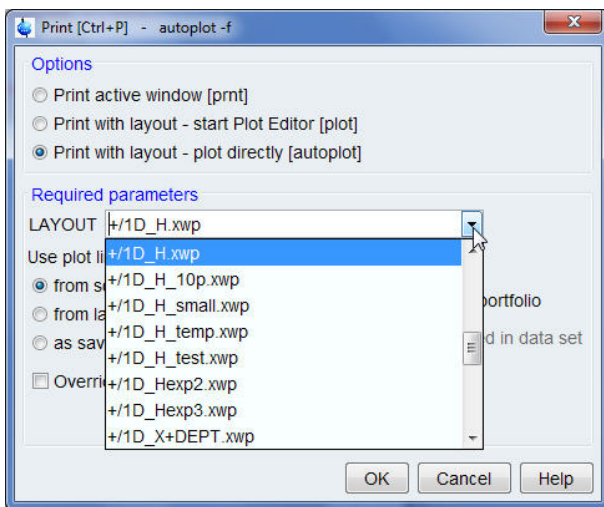 Print [Ctrl+P] - autoplot -f
Options
Print active window [prnt]
Print with layout - start Plot Editor [plot]
Print with layout - plot directly [autoplot]
Required parameters
LAYOUT +/1D_H.xwp
Use plot li
+/1D_H.xwp
+/1D_H_10p.xwp
from s
ortfolio
+/1D_H_small.xwp
from la
+/1D_H_temp.xwp
as sav
d in data set
+/1D_H_test.xwp
Overri
+/1D_Hexp2.xwp
+/1D_Hexp3.xwp
+/1D_X+DEPT.xwp
OK Cancel Help